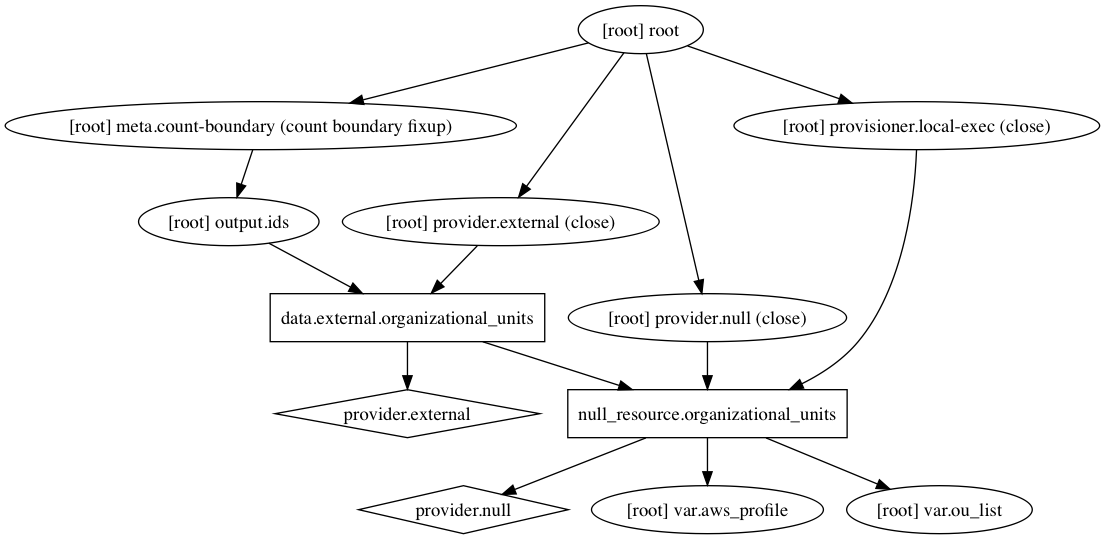 [root] root
[root] meta.count-boundary (count boundary fixup)
[root] provisioner.local-exec (close)
[root] output.ids
[root] provider.external (close)
data.external.organizational_units
[root] provider.null (close)
provider.external
null_resource.organizational_units
provider.null
[root] var.aws_profile
[root] var.ou_list